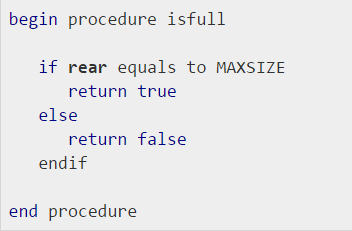 begin procedure isfull
if rear equals to MAXSIZE
return true
else
return false
endif
end procedure